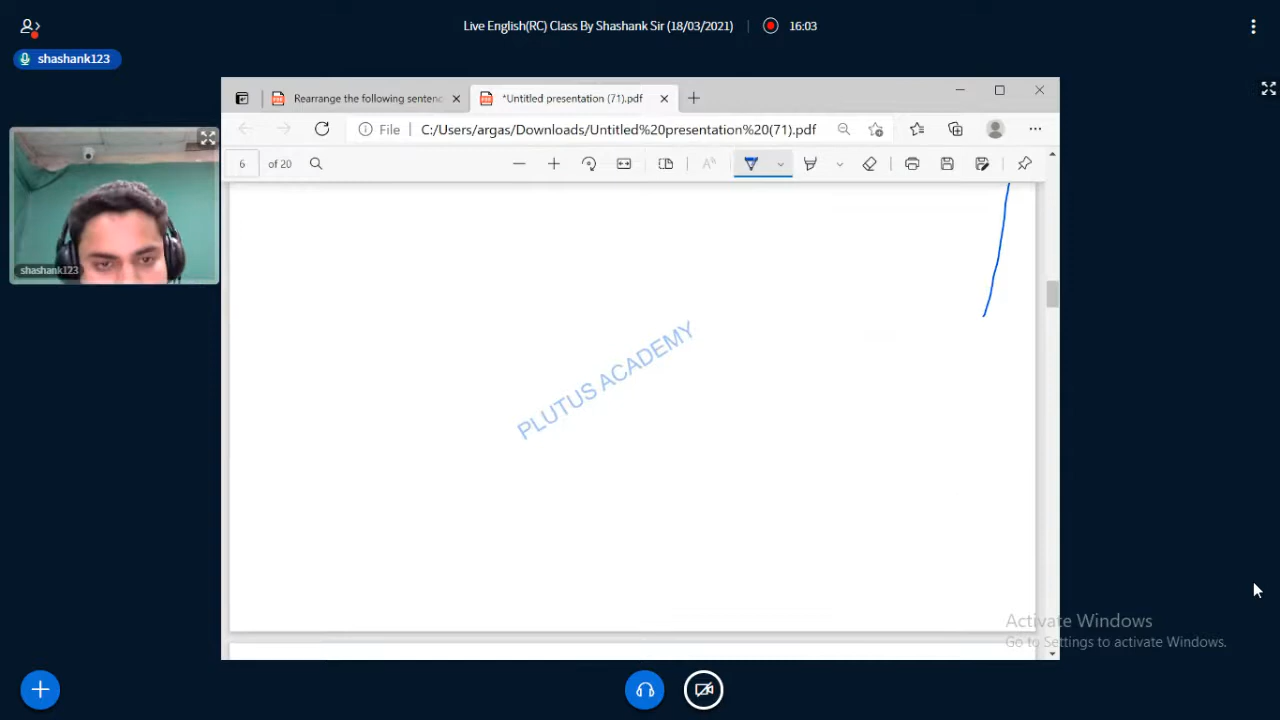 Live English(RC) Class By Shashank Sir (18/03/2021)
16:03
shashank123
Rearrange the following sentenc
*Untitled presentation (71).pdf
File
C:/Users/argas/Downloads/Untitled%20presentation%20(71).pdf
6
of 20
shashank123
PLUTUS ACADEMY
Activate Windows
Go to Settings to activate Windows.